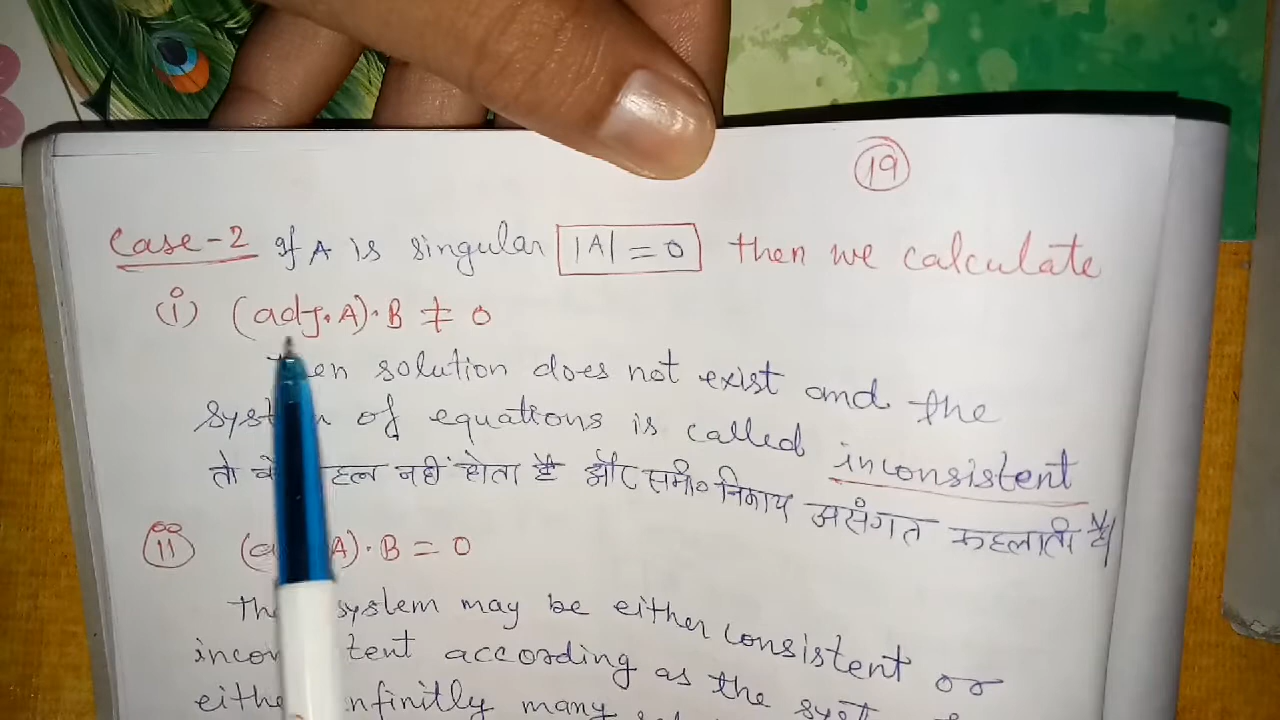 19
Case-2 If A is singular |A| = 0 then we calculate
(i) (adj.A).B ≠ 0
solution does not exist and the
of equations is called inconsistent
तो हल नहीं होता है और समी० निकाय असंगत कहलाती है|
(ii) A).B = 0
system may be either consistent or
according as the
many